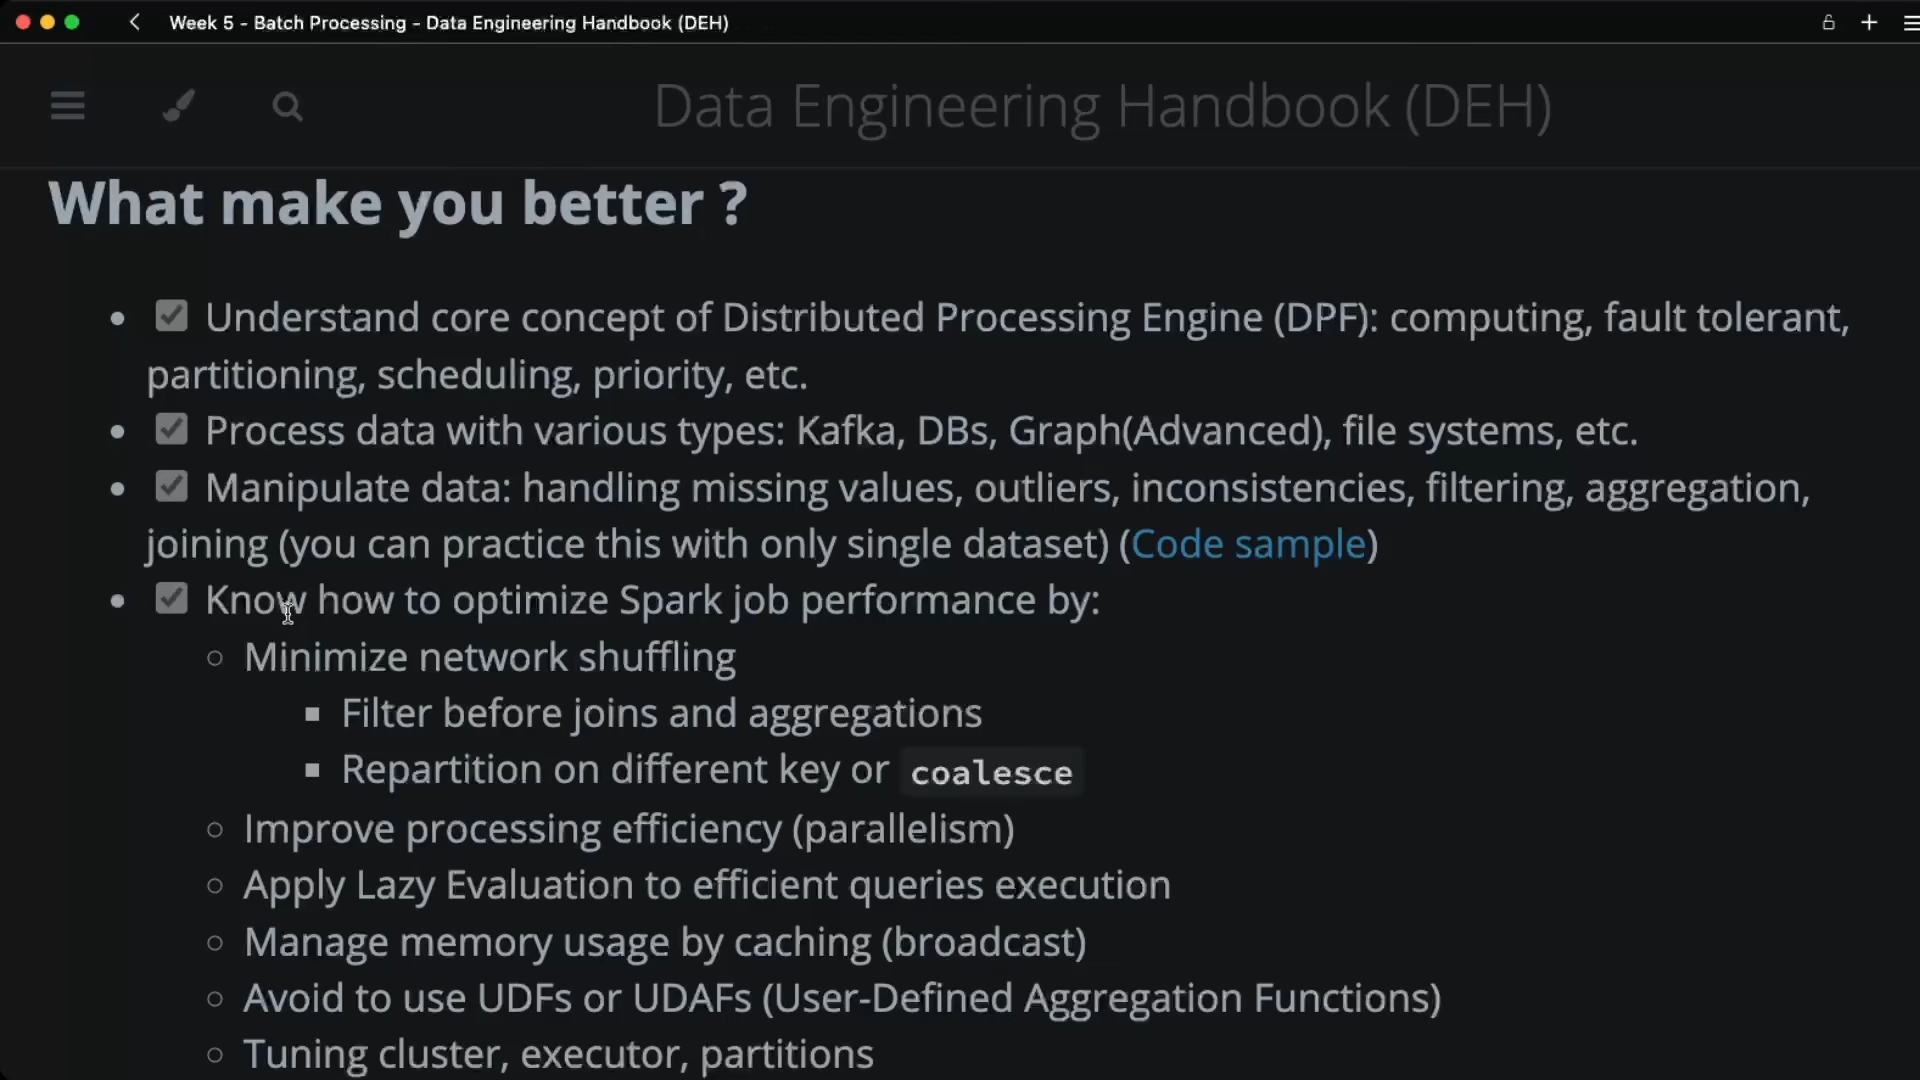 Week 5 - Batch Processing - Data Engineering Handbook (DEH)
Data Engineering Handbook (DEH)
What make you better ?
Understand core concept of Distributed Processing Engine (DPF): computing, fault tolerant,
partitioning, scheduling, priority, etc.
Process data with various types: Kafka, DBs, Graph(Advanced), file systems, etc.
Manipulate data: handling missing values, outliers, inconsistencies, filtering, aggregation,
joining (you can practice this with only single dataset) (Code sample)
Know how to optimize Spark job performance by:
Minimize network shuffling
Filter before joins and aggregations
Repartition on different key or coalesce
Improve processing efficiency (parallelism)
Apply Lazy Evaluation to efficient queries execution
Manage memory usage by caching (broadcast)
Avoid to use UDFs or UDAFs (User-Defined Aggregation Functions)
Tuning cluster, executor, partitions